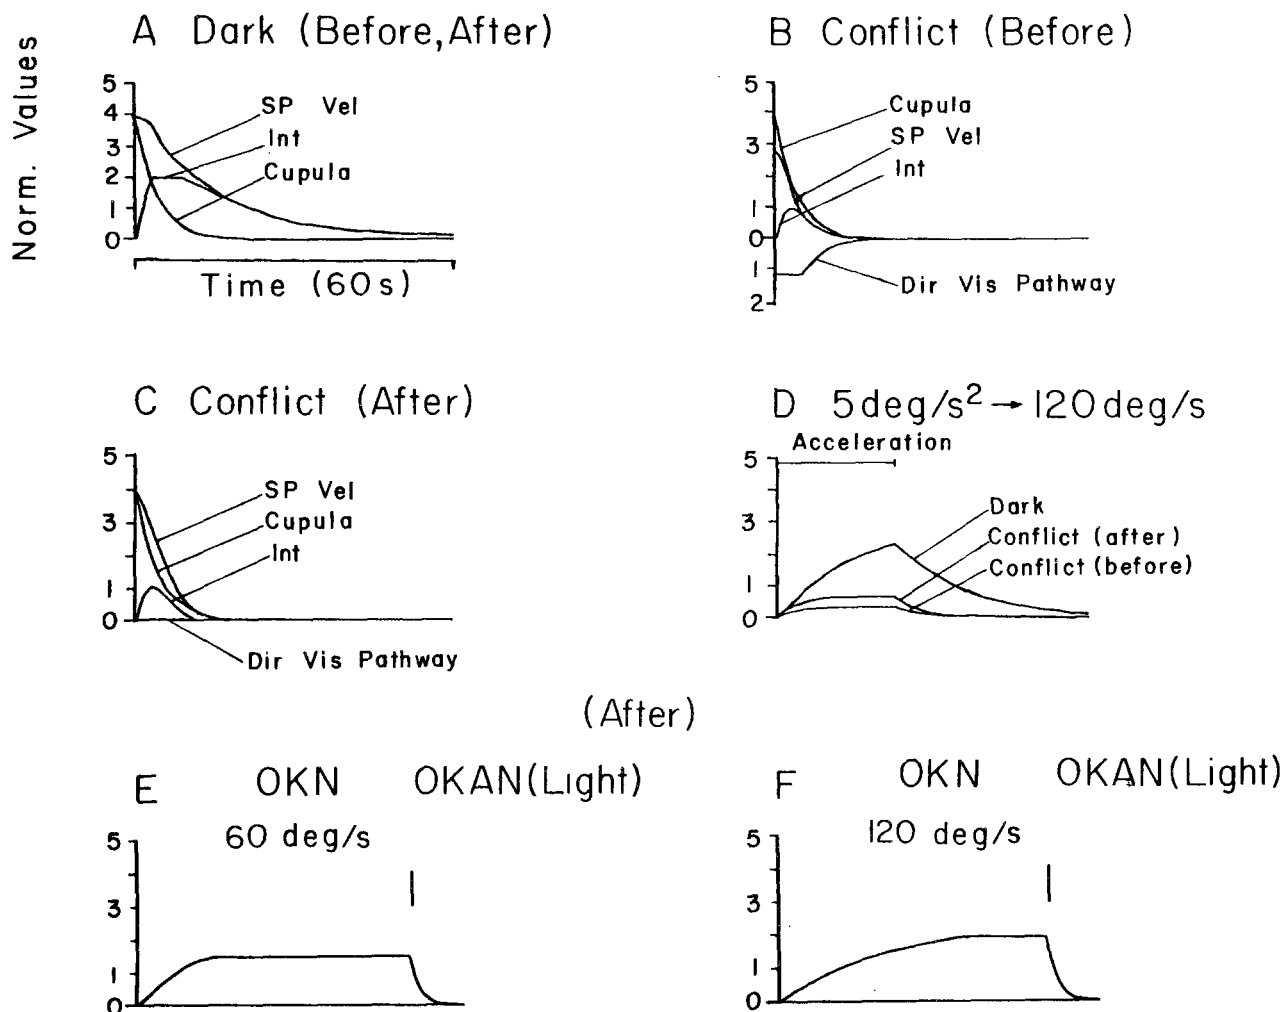 Norm. Values
A Dark (Before, After)
5
4
3
2
1
0
SP Vel
Int
Cupula
Time (60s)
B Conflict (Before)
5
3
1
0
1
2
Cupula
SP Vel
Int
Dir Vis Pathway
C Conflict (After)
5
3
1
0
SP Vel
Cupula
Int
Dir Vis Pathway
D 5deg/s² → 120deg/s
Acceleration
5
3
1
0
Dark
Conflict (after)
Conflict (before)
(After)
E OKN OKAN (Light)
60 deg/s
5
3
1
0
F OKN OKAN (Light)
120 deg/s
5
3
1
0